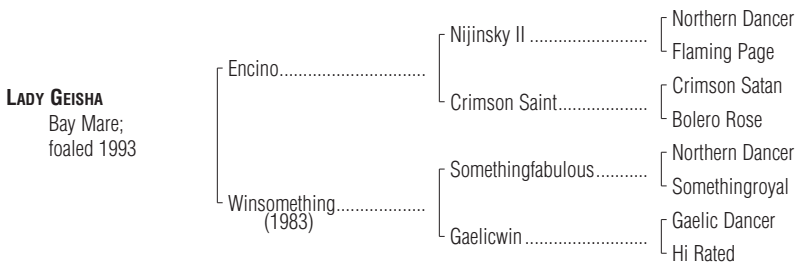 LADY GEISHA
Bay Mare;
foaled 1993
Encino..............................
Winsomething...................
(1983)
Nijinsky II .........................
Crimson Saint...................
Somethingfabulous...........
Gaelicwin ..........................
Northern Dancer
Flaming Page
Crimson Satan
Bolero Rose
Northern Dancer
Somethingroyal
Gaelic Dancer
Hi Rated